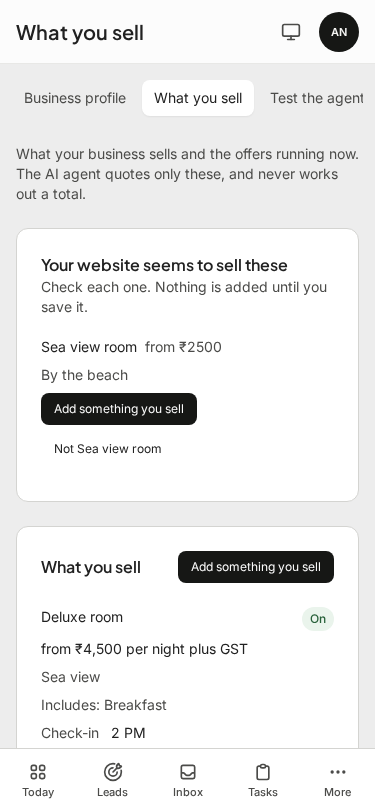 What you sell
AN
Business profile
What you sell
Test the agent
What your business sells and the offers running now.
The AI agent quotes only these, and never works
out a total.
Your website seems to sell these
Check each one. Nothing is added until you
save it.
Sea view room from ₹2500
By the beach
Add something you sell
Not Sea view room
What you sell
Add something you sell
Deluxe room
On
from ₹4,500 per night plus GST
Sea view
Includes: Breakfast
Check-in 2 PM
Today
Leads
Inbox
Tasks
More